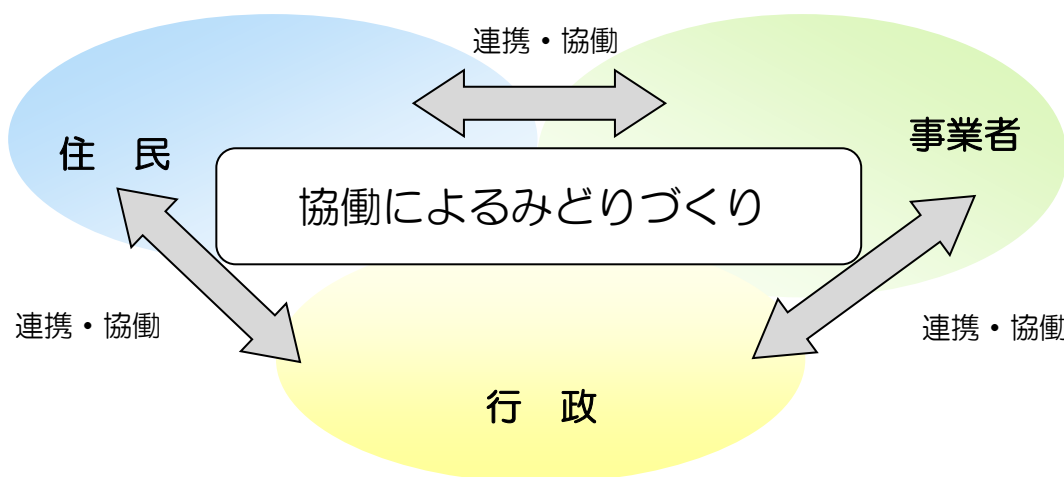 連携・協働
住　民
事業者
協働によるみどりづくり
連携・協働
連携・協働
行　政